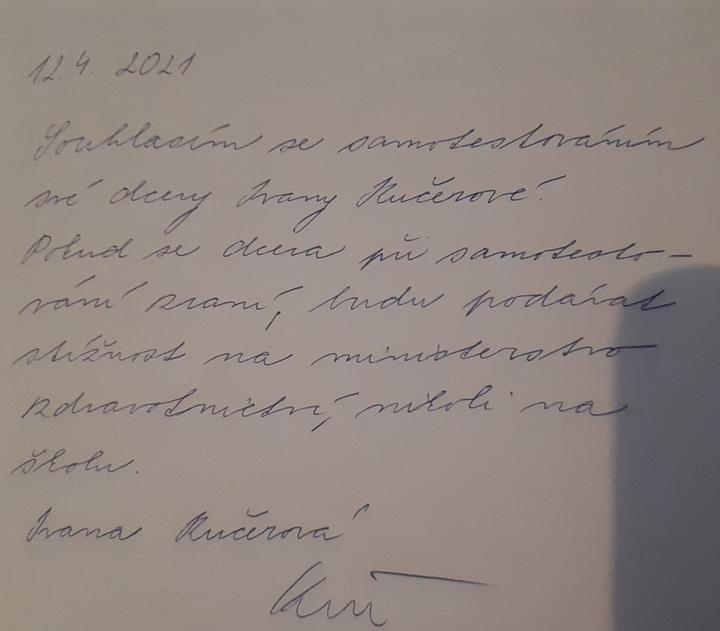 12.4. 2021
Souhlasím se samotestováním
své dcery Ivany Kučerové.
Pokud se dcera při samotesto-
vání zraní, budu podávat
stížnost na ministerstvo
zdravotnictví, nikoli na
školu.
Ivana Kučerová